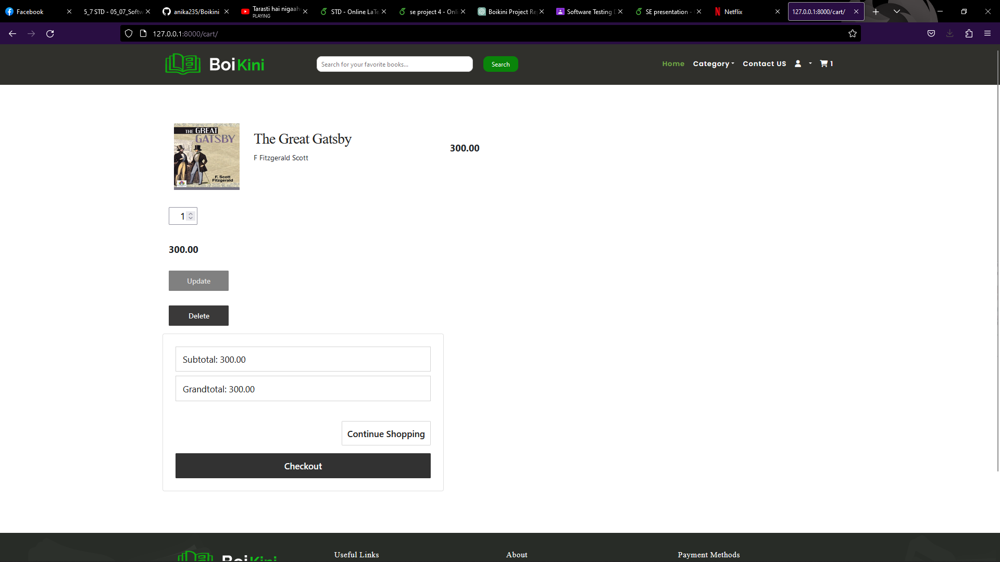 Facebook
5_7 STD - 05_07_Softw
anika235/Boikini
Tarasti hai nigaah
PLAYING
STD - Online LaTe
se project 4 - Onli
Boikini Project Re
Software Testing D
SE presentation -
Netflix
127.0.0.1:8000/cart/
127.0.0.1:8000/cart/
BoiKini
Search for your favorite books...
Search
Home
Category
Contact US
1
THE GREAT
GATSBY
F. Scott
Fitzgerald
The Great Gatsby
F Fitzgerald Scott
300.00
1
300.00
Update
Delete
Subtotal: 300.00
Grandtotal: 300.00
Continue Shopping
Checkout
BoiKini
Useful Links
About
Payment Methods